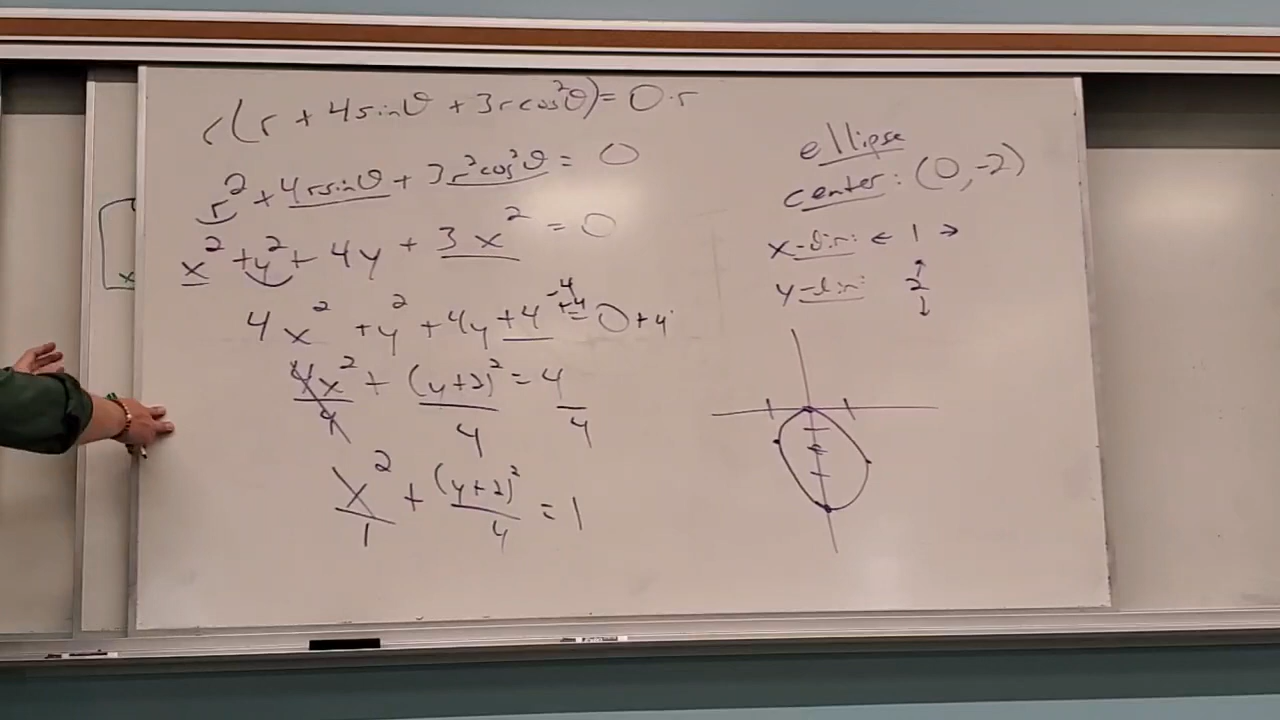 r(r + 4sinθ + 3rcos²θ) = 0·r
r² + 4rsinθ + 3r²cos²θ = 0
x² + y² + 4y + 3x² = 0
-4
4x² + y² + 4y + 4 +4 = 0 + 4
4x²/4 + (y+2)²/4 = 4/4
x²/1 + (y+2)²/4 = 1
ellipse
center: (0,-2)
x-dir: ← 1 →
y-dir: ↑ 2 ↓
x